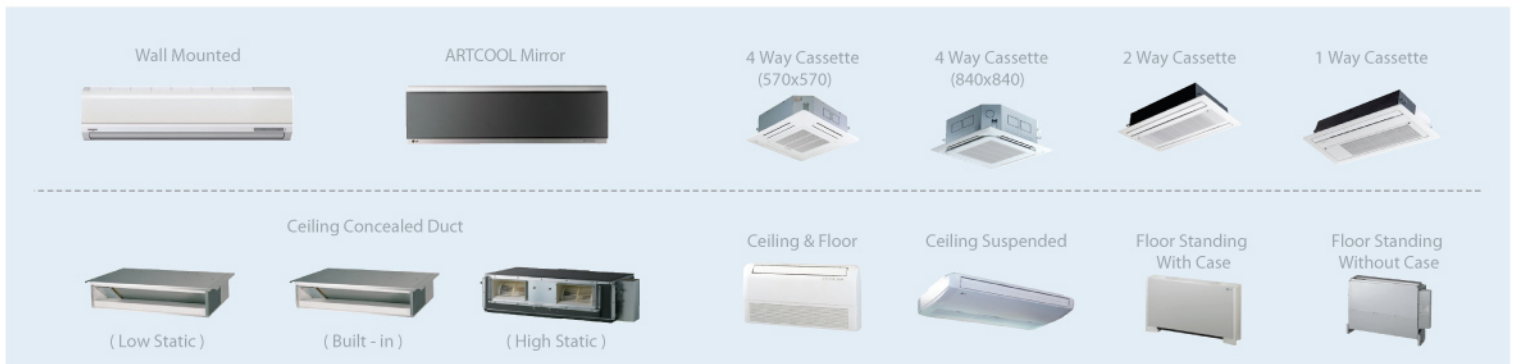 Wall Mounted
ARTCOOL Mirror
4 Way Cassette
(570x570)
4 Way Cassette
(840x840)
2 Way Cassette
1 Way Cassette
Ceiling Concealed Duct
( Low Static )
( Built - in )
( High Static )
Ceiling & Floor
Ceiling Suspended
Floor Standing
With Case
Floor Standing
Without Case